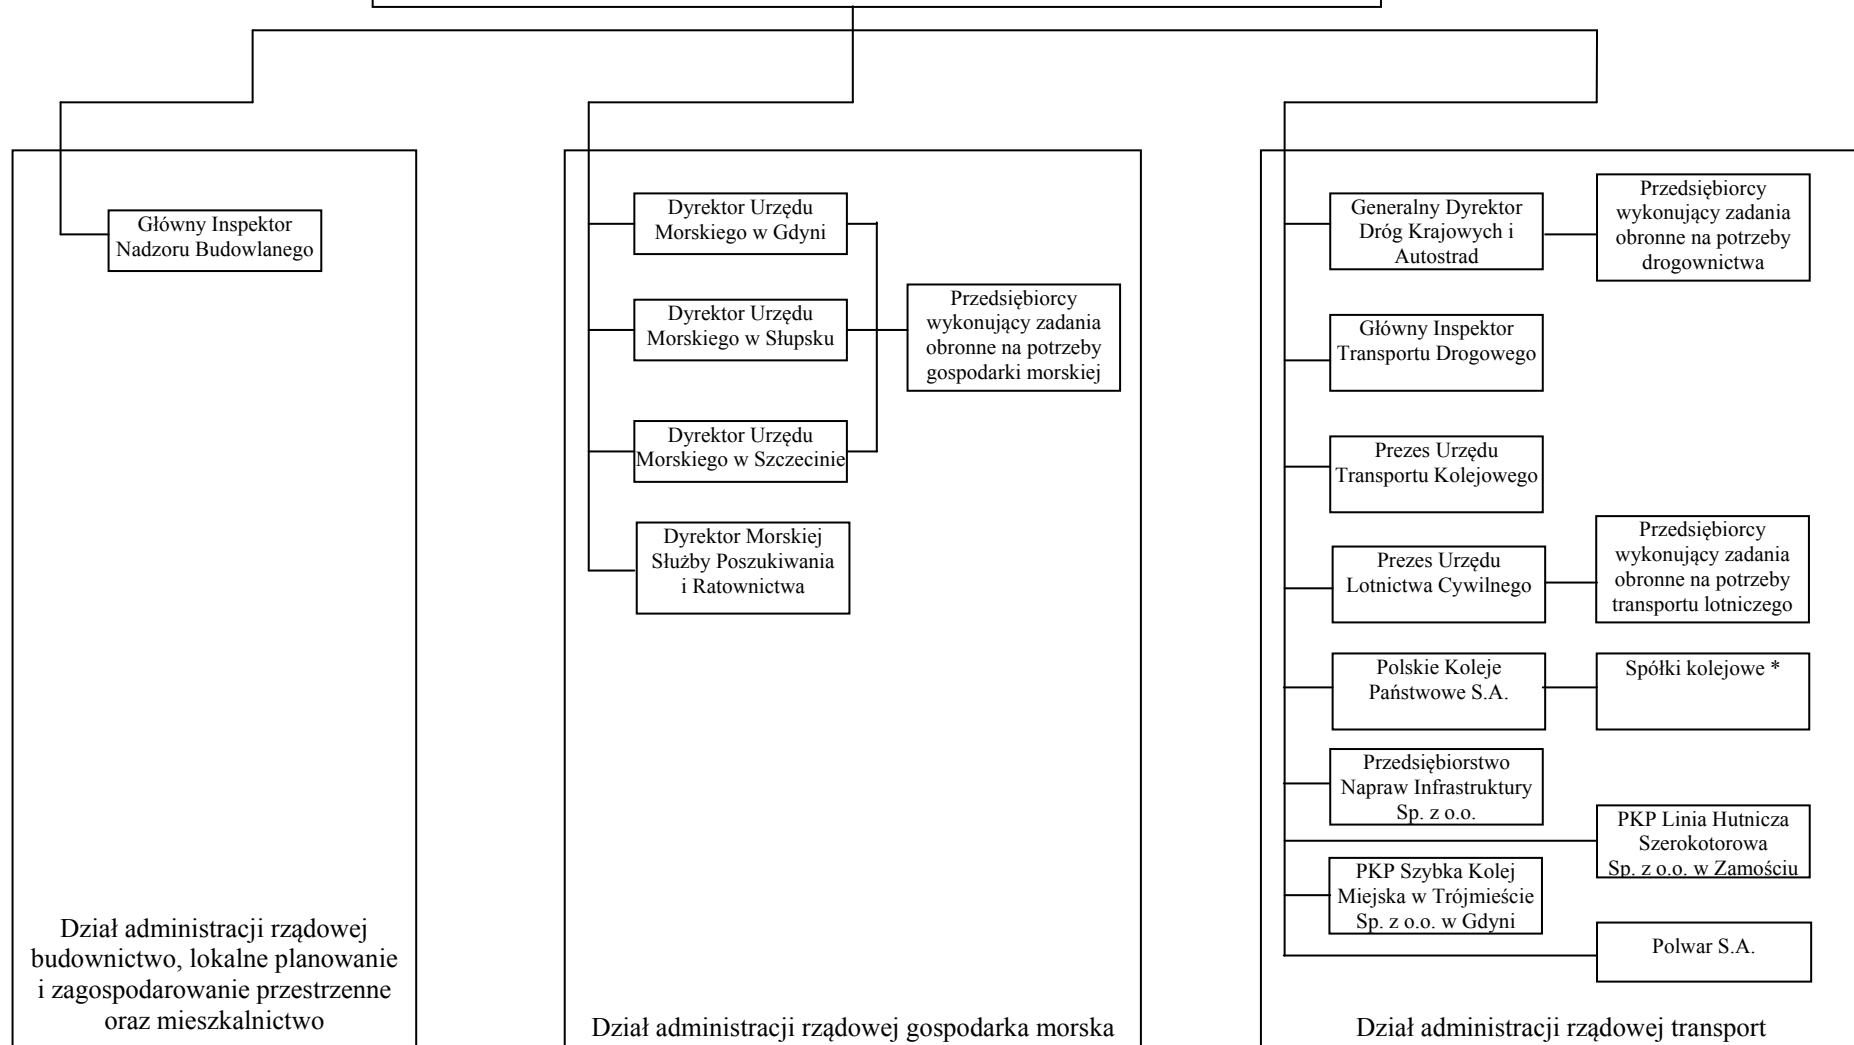 Główny Inspektor
Nadzoru Budowlanego
Dział administracji rządowej
budownictwo, lokalne planowanie
i zagospodarowanie przestrzenne
oraz mieszkalnictwo
Dyrektor Urzędu
Morskiego w Gdyni
Dyrektor Urzędu
Morskiego w Słupsku
Dyrektor Urzędu
Morskiego w Szczecinie
Dyrektor Morskiej
Służby Poszukiwania
i Ratownictwa
Przedsiębiorcy
wykonujący zadania
obronne na potrzeby
gospodarki morskiej
Dział administracji rządowej gospodarka morska
Generalny Dyrektor
Dróg Krajowych i
Autostrad
Przedsiębiorcy
wykonujący zadania
obronne na potrzeby
drogownictwa
Główny Inspektor
Transportu Drogowego
Prezes Urzędu
Transportu Kolejowego
Prezes Urzędu
Lotnictwa Cywilnego
Przedsiębiorcy
wykonujący zadania
obronne na potrzeby
transportu lotniczego
Polskie Koleje
Państwowe S.A.
Spółki kolejowe *
Przedsiębiorstwo
Napraw Infrastruktury
Sp. z o.o.
PKP Linia Hutnicza
Szerokotorowa
Sp. z o.o. w Zamościu
PKP Szybka Kolej
Miejska w Trójmieście
Sp. z o.o. w Gdyni
Polwar S.A.
Dział administracji rządowej transport